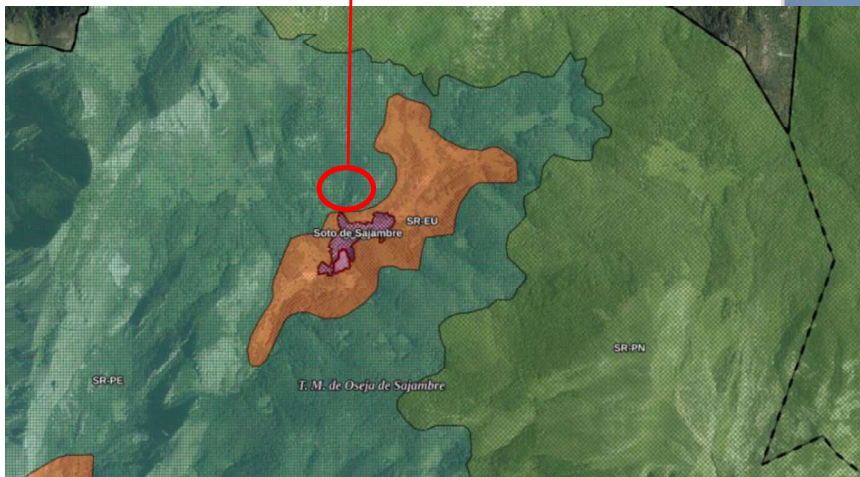 SR-EU
Soto de Sajambre
SR-PN
SR-PE
T. M. de Oseja de Sajambre